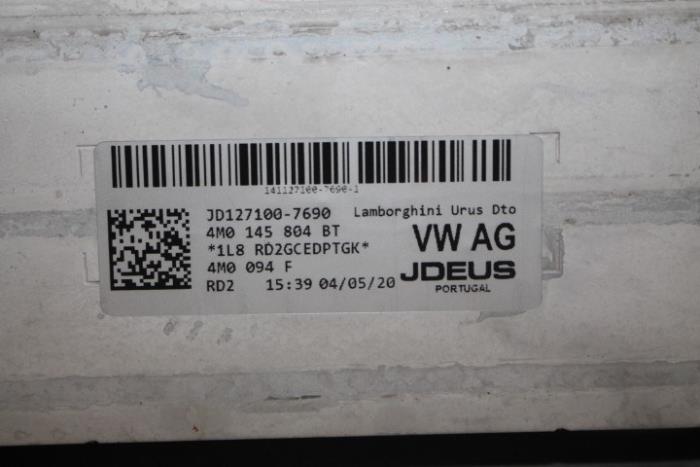 141127100-7690-1
JD127100-7690 Lamborghini Urus Dto
4M0 145 804 BT
VW AG
*1L8 RD2GCEDPTGK*
4M0 094 F
JDEUS
RD2 15:39 04/05/20
PORTUGAL